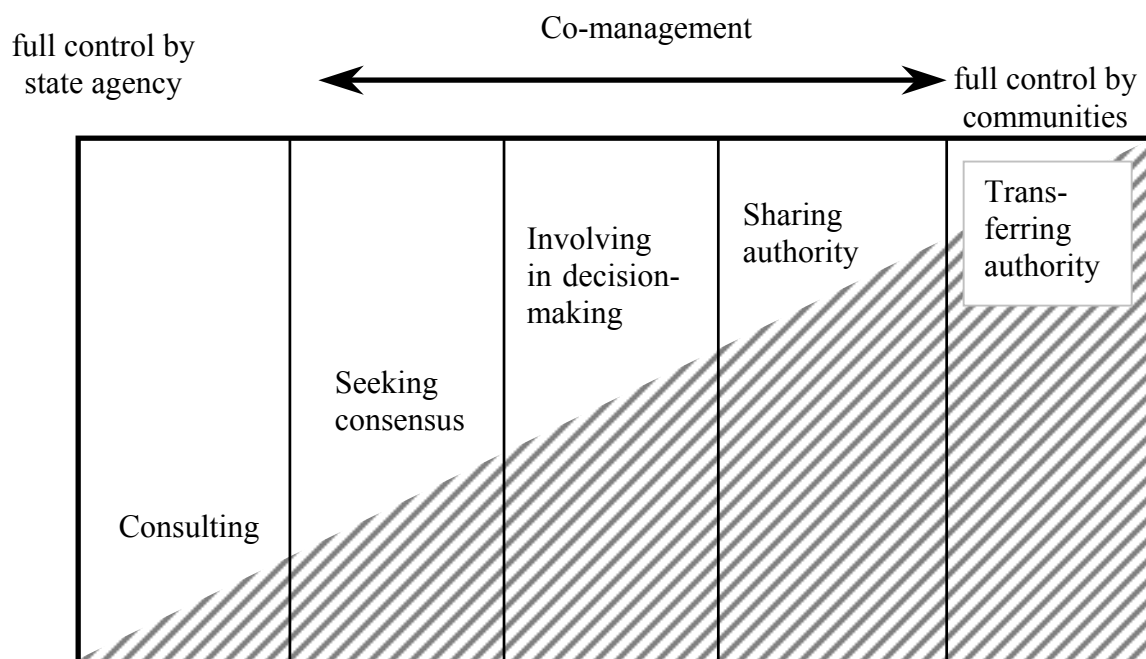 Co-management
full control by
state agency
full control by
communities
Trans-
ferring
authority
Sharing
authority
Involving
in decision-
making
Seeking
consensus
Consulting